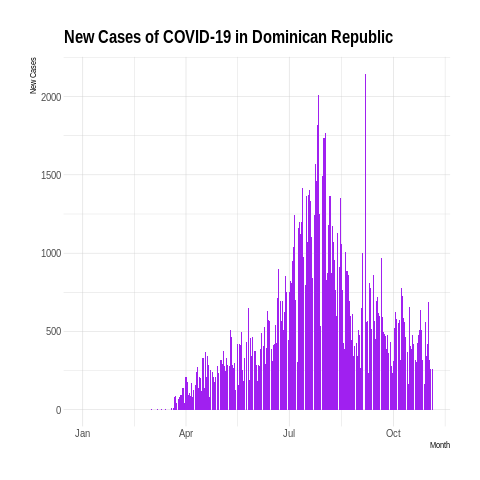 New Cases of COVID-19 in Dominican Republic
New Cases
2000
1500
1000
500
0
Jan Apr Jul Oct
Month